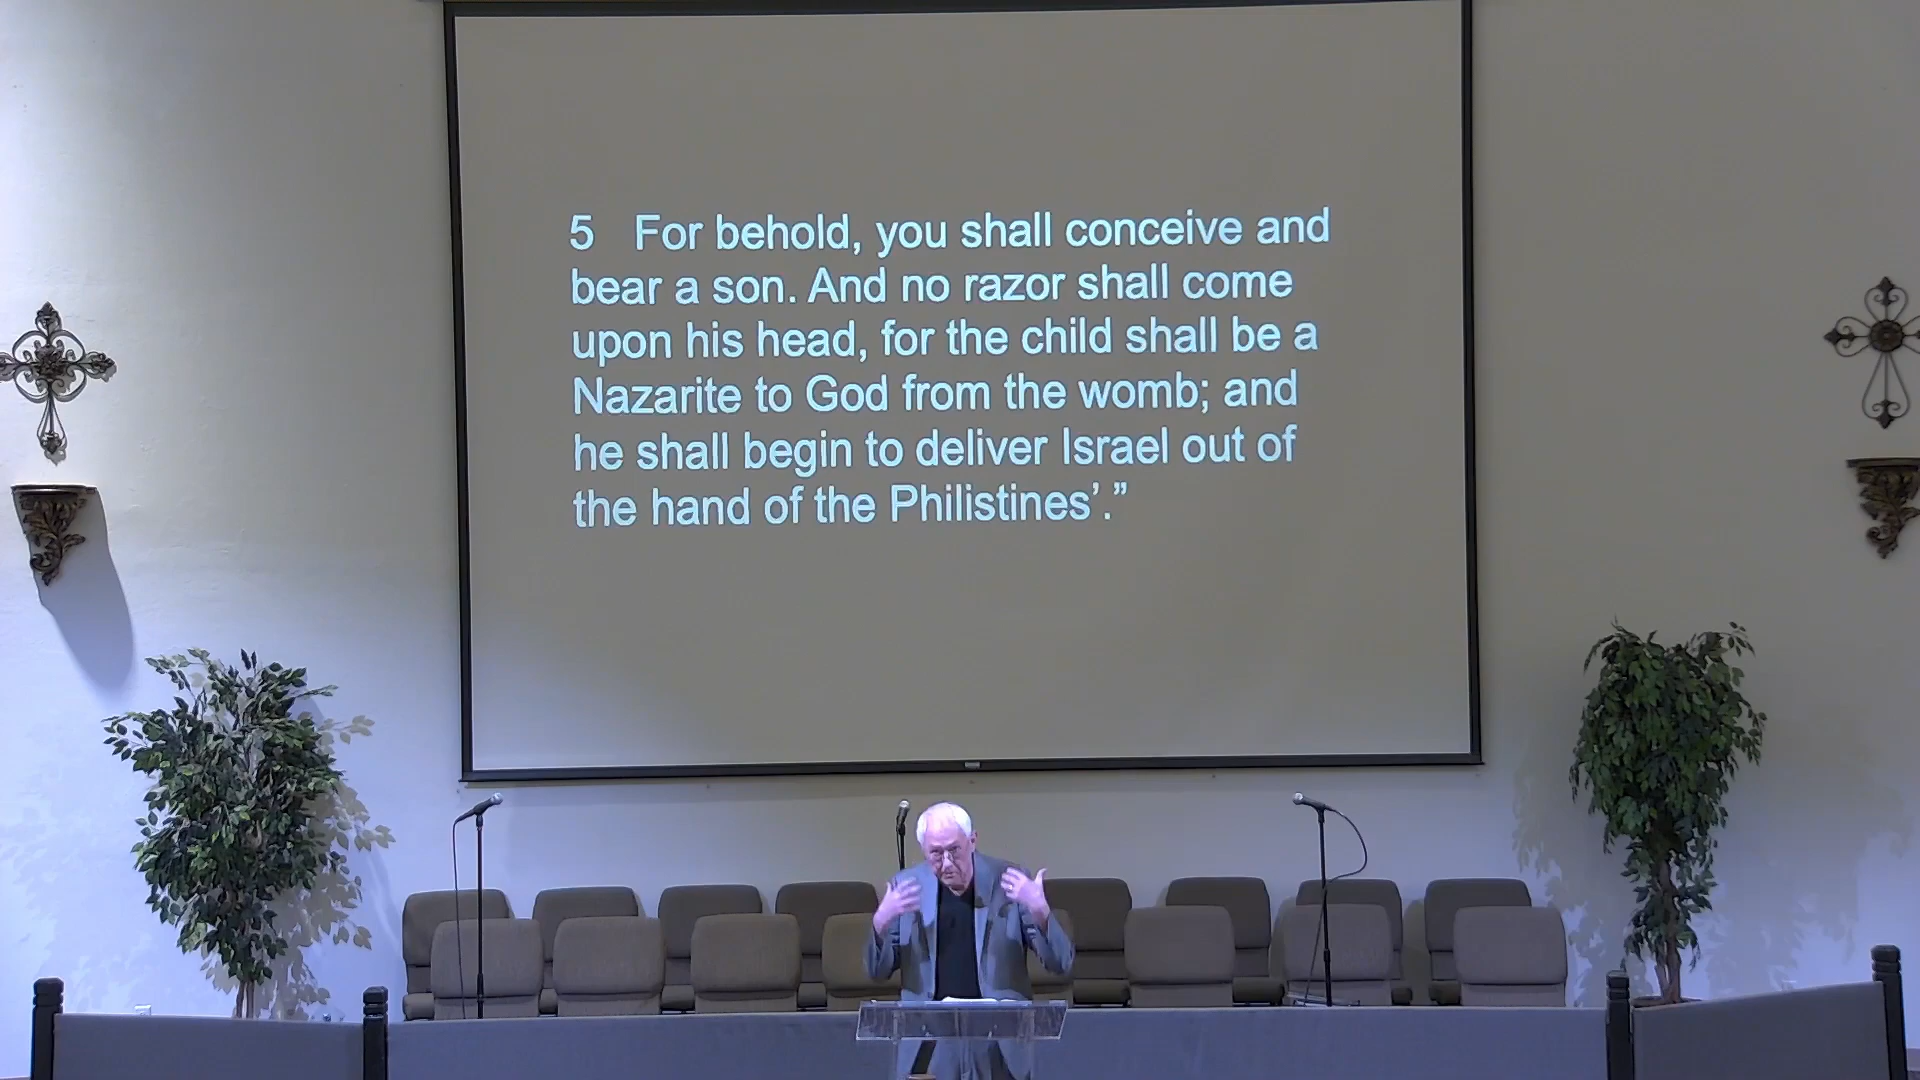 5 For behold, you shall conceive and
bear a son. And no razor shall come
upon his head, for the child shall be a
Nazarite to God from the womb; and
he shall begin to deliver Israel out of
the hand of the Philistines’.”